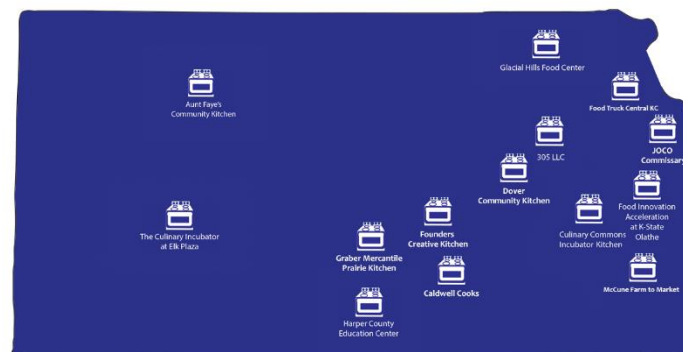 Glacial Hills Food Center
Aunt Faye's
Community Kitchen
Food Truck Central KC
305 LLC
JOCO
Commissary
Dover
Community Kitchen
Food Innovation
Acceleration
at K-State
Olathe
The Culinary Incubator
at Elk Plaza
Founders
Creative Kitchen
Culinary Commons
Incubator Kitchen
Graber Mercantile
Prairie Kitchen
Caldwell Cooks
McCune Farm to Market
Harper County
Education Center